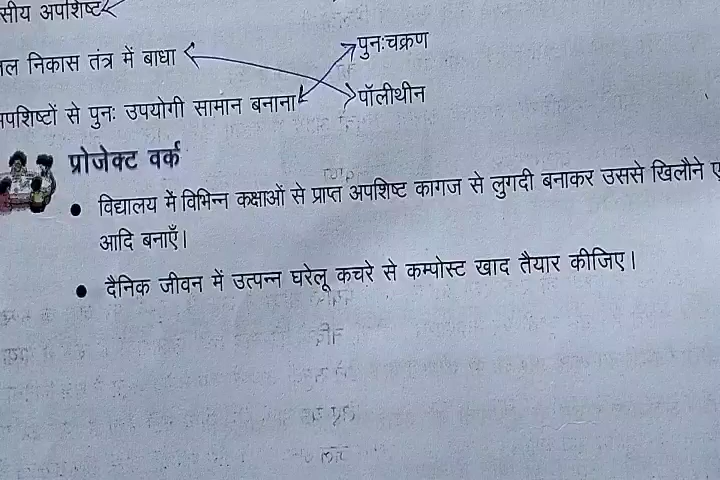 सीय अपशिष्ट
पुनःचक्रण
ल निकास तंत्र में बाधा
पॉलीथीन
पशिष्टों से पुनः उपयोगी सामान बनाना
प्रोजेक्ट वर्क
● विद्यालय में विभिन्न कक्षाओं से प्राप्त अपशिष्ट कागज से लुगदी बनाकर उससे खिलौने ए
आदि बनाएँ।
● दैनिक जीवन में उत्पन्न घरेलू कचरे से कम्पोस्ट खाद तैयार कीजिए।